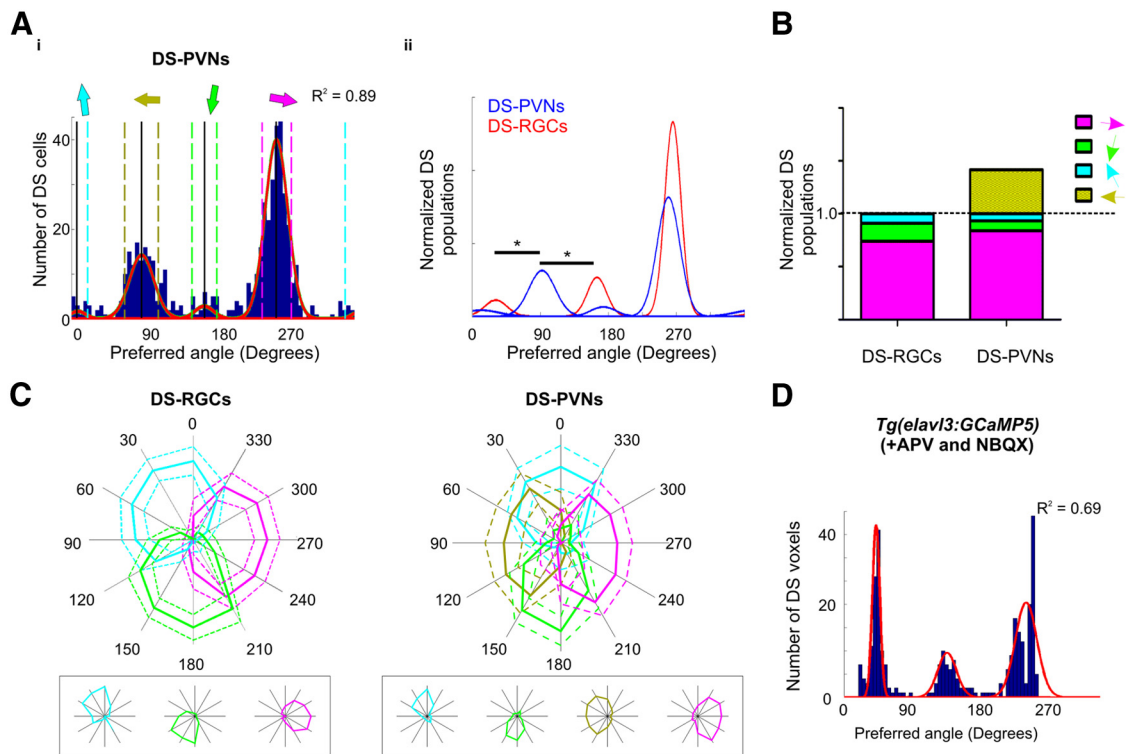 A
i
DS-PVNs
R² = 0.89
Number of DS cells
40
20
0
0 90 180 270
Preferred angle (Degrees)
ii
DS-PVNs
DS-RGCs
Normalized DS
populations
*
*
0 90 180 270
Preferred angle (Degrees)
B
Normalized DS
populations
1.0
DS-RGCs DS-PVNs
C
DS-RGCs
0
30 330
60 300
90 270
120 240
150 210
180
DS-PVNs
0
30 330
60 300
90 270
120 240
150 210
180
D
Tg(elavl3:GCaMP5)
(+APV and NBQX)
R² = 0.69
Number of DS voxels
40
20
0
0 90 180 270
Preferred angle (Degrees)